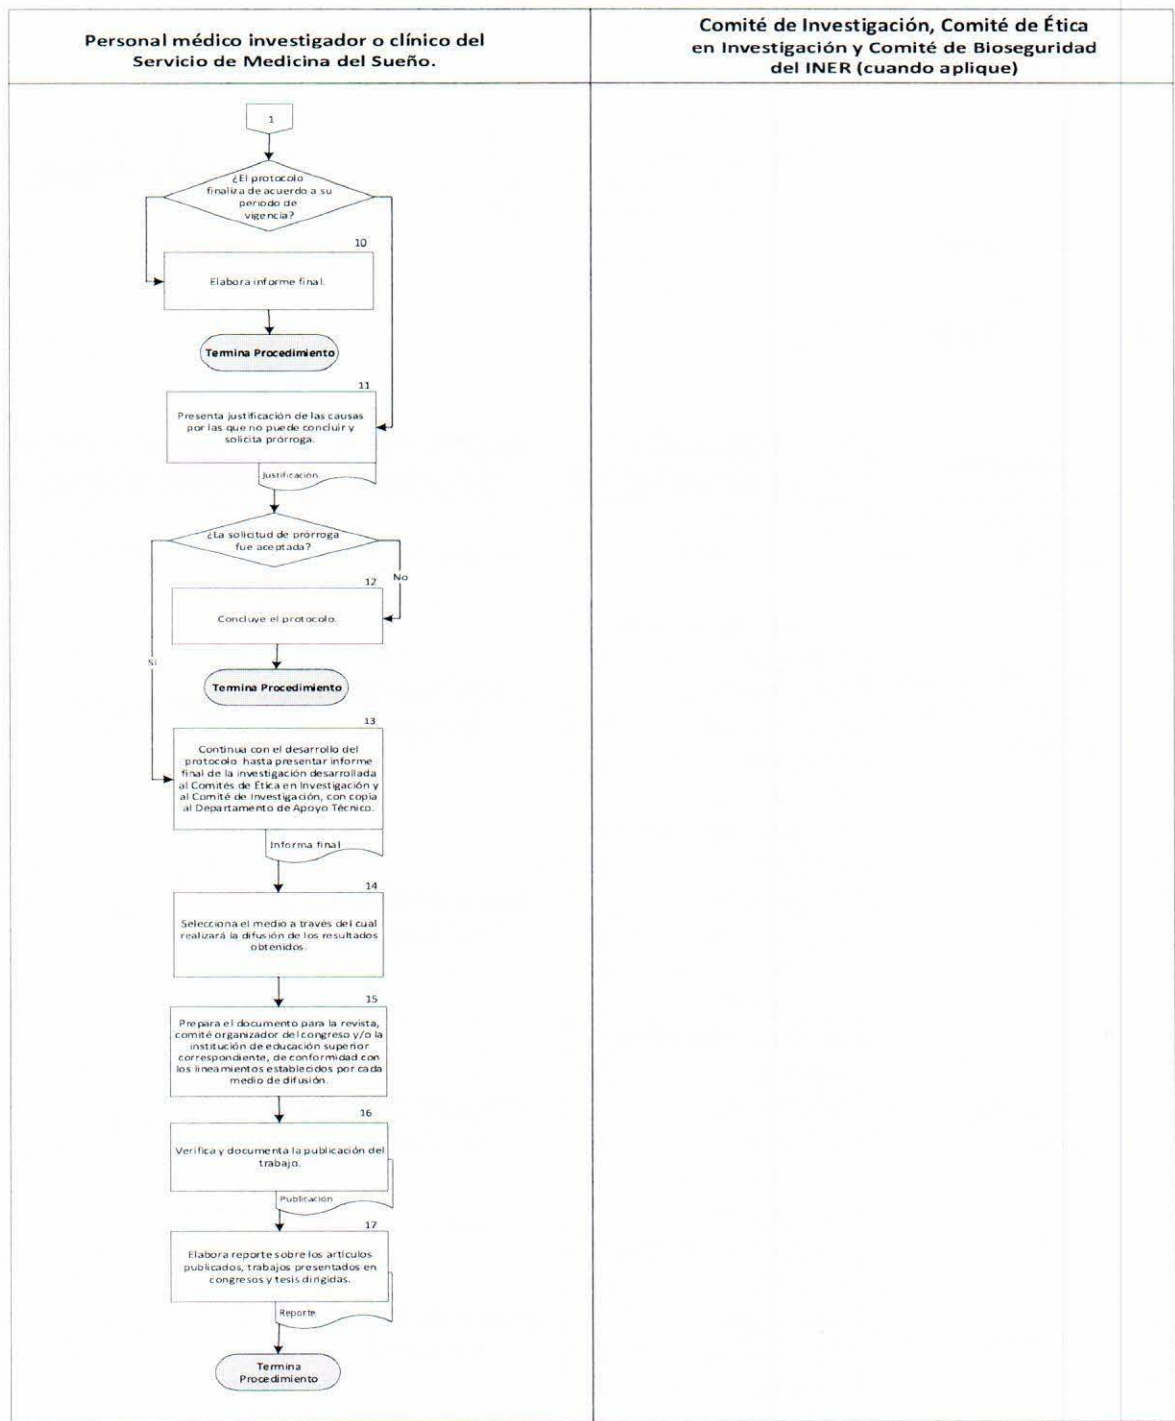 Personal médico investigador o clínico del
Servicio de Medicina del Sueño.
Comité de Investigación, Comité de Ética
en Investigación y Comité de Bioseguridad
del INER (cuando aplique)
1
¿El protocolo
finaliza de acuerdo a su
periodo de
vigencia?
10
Elabora informe final.
Termina Procedimiento
11
Presenta justificación de las causas
por las que no puede concluir y
solicita prórroga.
Justificación
¿La solicitud de prórroga
fue aceptada?
No
12
Concluye el protocolo.
Si
Termina Procedimiento
13
Continua con el desarrollo del
protocolo hasta presentar informe
final de la investigación desarrollada
al Comités de Ética en Investigación y
al Comité de Investigación, con copia
al Departamento de Apoyo Técnico.
Informa final
14
Selecciona el medio a través del cual
realizará la difusión de los resultados
obtenidos.
15
Prepara el documento para la revista,
comité organizador del congreso y/o la
institución de educación superior
correspondiente, de conformidad con
los lineamientos establecidos por cada
medio de difusión.
16
Verifica y documenta la publicación del
trabajo.
Publicación
17
Elabora reporte sobre los artículos
publicados, trabajos presentados en
congresos y tesis dirigidas.
Reporte
Termina
Procedimiento